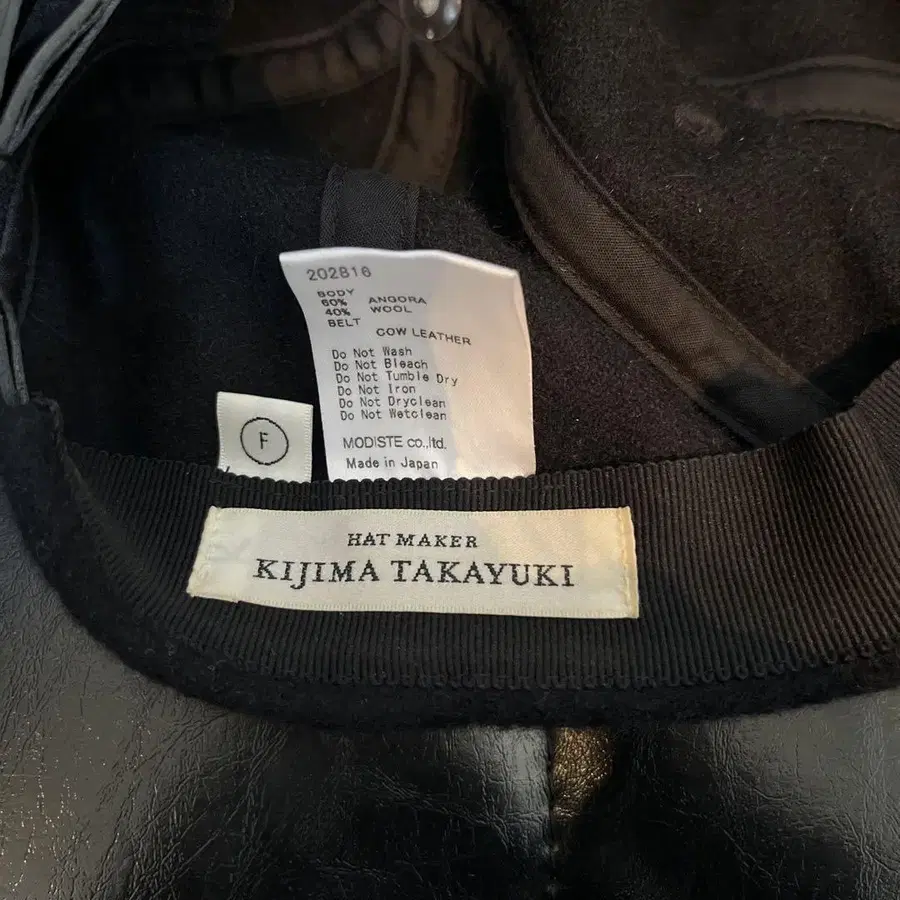 202816
BODY
60% ANGORA
40% WOOL
BELT
COW LEATHER
Do Not Wash
Do Not Bleach
Do Not Tumble Dry
Do Not Iron
Do Not Dryclean
Do Not Wetclean
MODISTE co.,ltd.
Made in Japan
F
HAT MAKER
KIJIMA TAKAYUKI